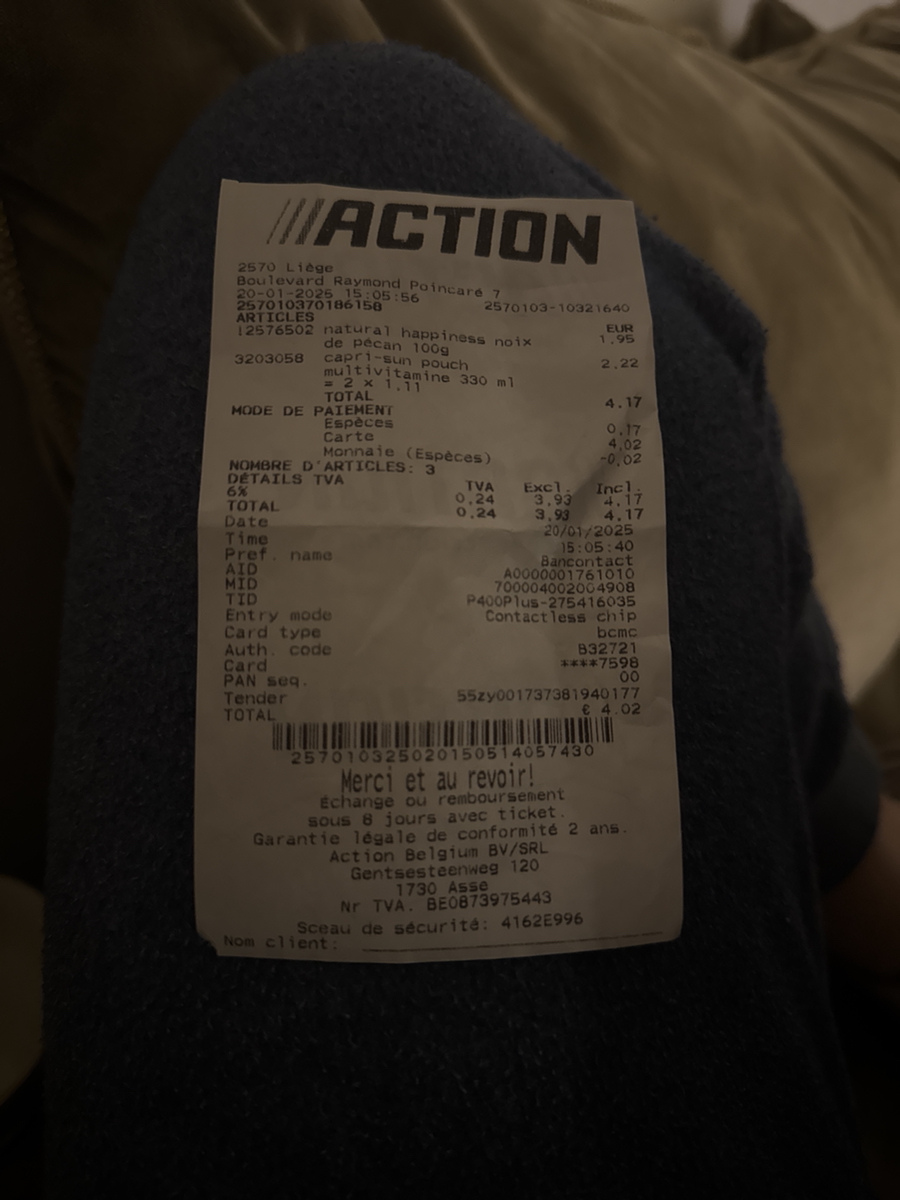 ///ACTION
2570 Liège
Boulevard Raymond Poincaré 7
20-01-2025 15:05:56
257010370186158 2570103-10321640
ARTICLES EUR
12576502 natural happiness noix 1.95
de pécan 100g
3203058 capri-sun pouch 2.22
multivitamine 330 ml
= 2 x 1.11
TOTAL 4.17
MODE DE PAIEMENT
Espèces 0.17
Carte 4.02
Monnaie (Espèces) -0.02
NOMBRE D'ARTICLES: 3
DÉTAILS TVA TVA Excl. Incl.
6% 0.24 3.93 4.17
TOTAL 0.24 3.93 4.17
Date 20/01/2025
Time 15:05:40
Pref. name Bancontact
AID A0000001761010
MID 700004002004908
TID P400Plus-275416035
Entry mode Contactless chip
Card type bcmc
Auth. code B32721
Card ****7598
PAN seq. 00
Tender 55zy001737381940177
TOTAL € 4.02
257010325020150514057430
Merci et au revoir!
Échange ou remboursement
sous 8 jours avec ticket.
Garantie légale de conformité 2 ans.
Action Belgium BV/SRL
Gentsesteenweg 120
1730 Asse
Nr TVA. BE0873975443
Sceau de sécurité: 4162E996
Nom client: